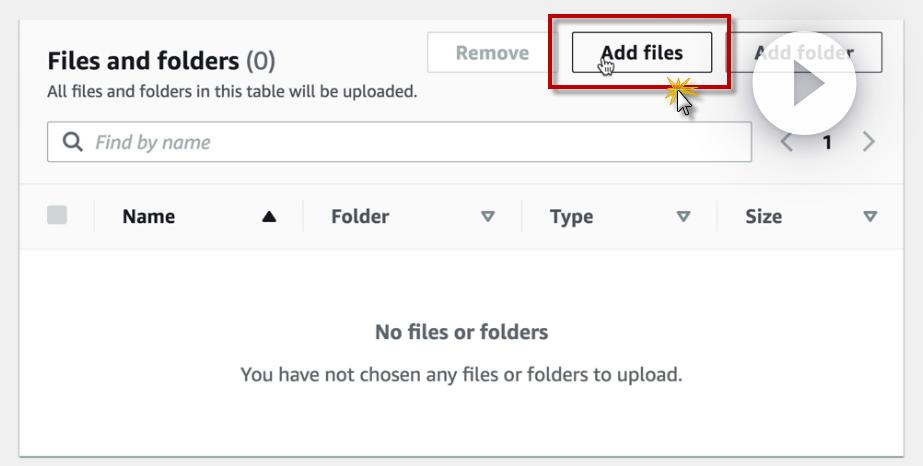 Files and folders (0)
Remove
Add files
Add folder
All files and folders in this table will be uploaded.
Find by name
1
Name
Folder
Type
Size
No files or folders
You have not chosen any files or folders to upload.